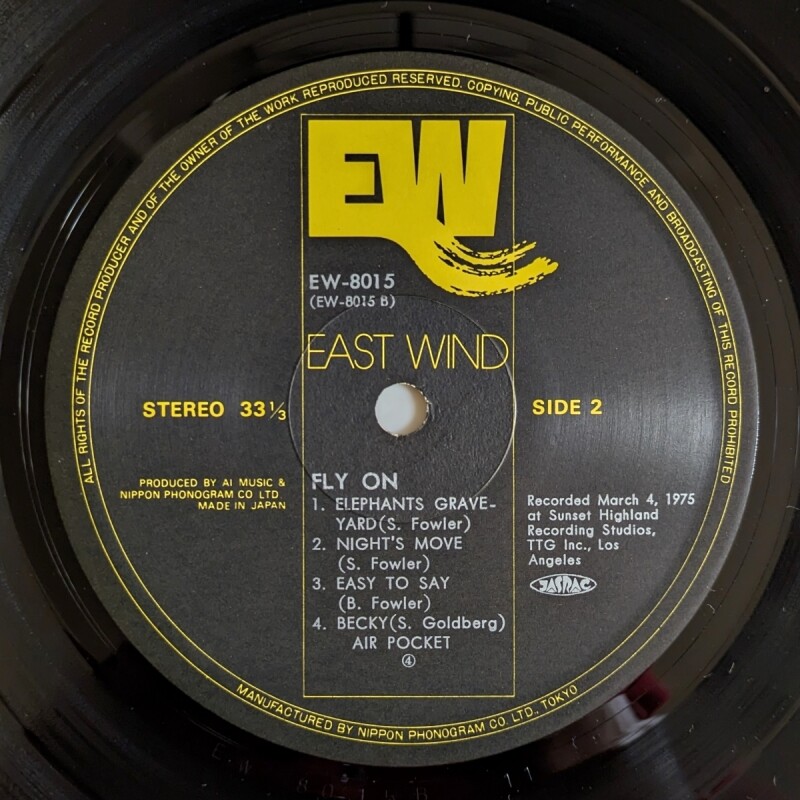 ALL RIGHTS OF THE RECORD PRODUCER AND OF THE OWNER OF THE WORK REPRODUCED RESERVED. COPYING, PUBLIC PERFORMANCE AND BROADCASTING OF THIS RECORD PROHIBITED
EW
EW-8015
(EW-8015 B)
EAST WIND
STEREO 33 1/3
SIDE 2
PRODUCED BY AI MUSIC &
NIPPON PHONOGRAM CO LTD.
MADE IN JAPAN
FLY ON
1. ELEPHANTS GRAVE-
YARD(S. Fowler)
2. NIGHT'S MOVE
(S. Fowler)
3. EASY TO SAY
(B. Fowler)
4. BECKY(S. Goldberg)
AIR POCKET
④
Recorded March 4, 1975
at Sunset Highland
Recording Studios,
TTG Inc., Los
Angeles
JASRAC
MANUFACTURED BY NIPPON PHONOGRAM CO., LTD., TOKYO